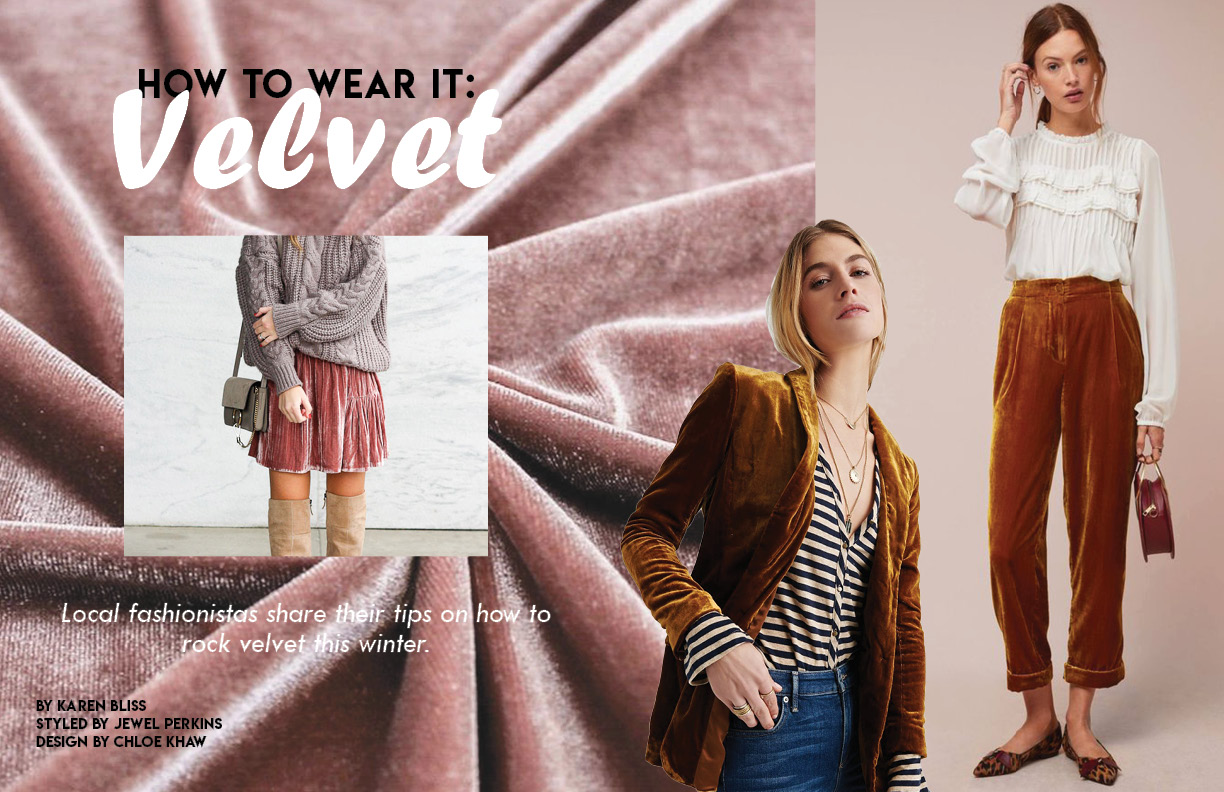 HOW TO WEAR IT:
Velvet
Local fashionistas share their tips on how to
rock velvet this winter.
BY KAREN BLISS
STYLED BY JEWEL PERKINS
DESIGN BY CHLOE KHAW